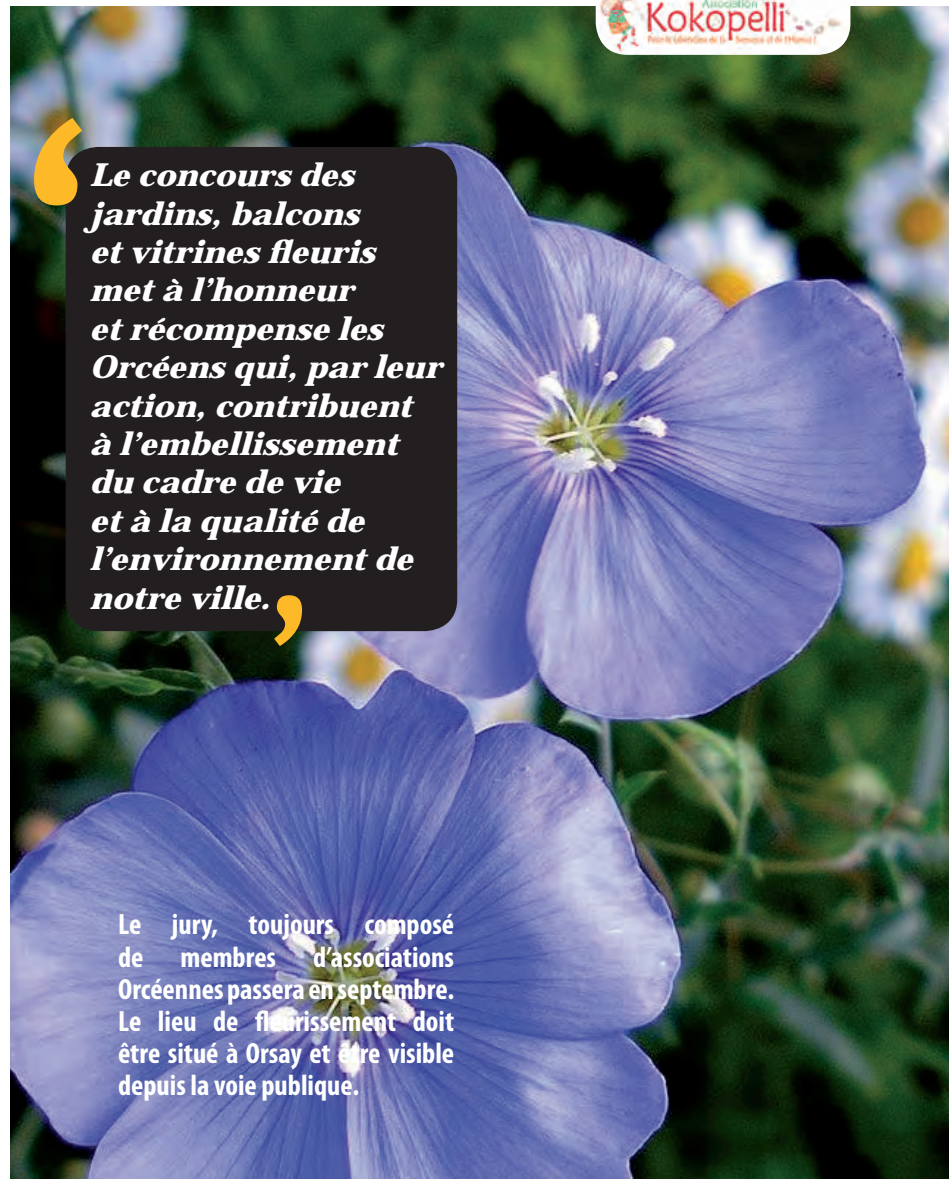 Association
Kokopelli
Le concours des
jardins, balcons
et vitrines fleuris
met à l'honneur
et récompense les
Orcéens qui, par leur
action, contribuent
à l'embellissement
du cadre de vie
et à la qualité de
l'environnement de
notre ville.
Le jury, toujours composé
de membres d'associations
Orcéennes passera en septembre.
Le lieu de fleurissement doit
être situé à Orsay et être visible
depuis la voie publique.